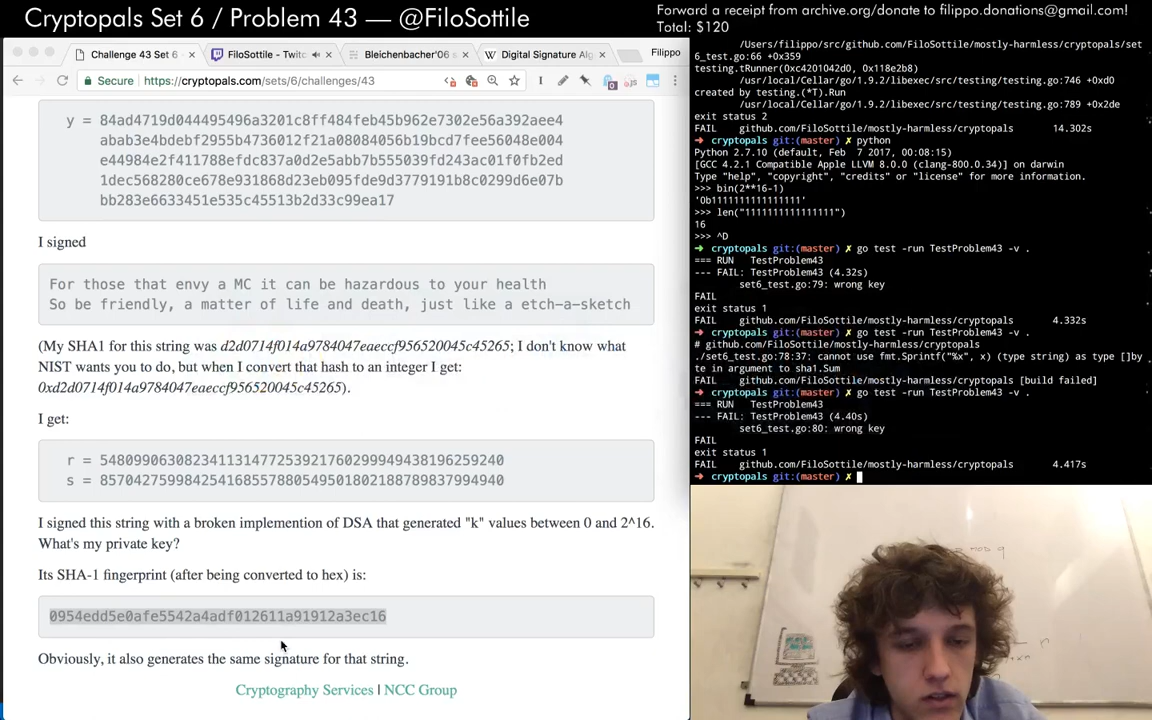 Cryptopals Set 6 / Problem 43 — @FiloSottile
Forward a receipt from archive.org/donate to filippo.donations@gmail.com!
Total: $120
Challenge 43 Set 6 -
FiloSottile - Twitc
Bleichenbacher'06 s
Digital Signature Alg
Filippo
Secure
https://cryptopals.com/sets/6/challenges/43
y = 84ad4719d044495496a3201c8ff484feb45b962e7302e56a392aee4
abab3e4bdebf2955b4736012f21a08084056b19bcd7fee56048e004
e44984e2f411788efdc837a0d2e5abb7b555039fd243ac01f0fb2ed
1dec568280ce678e931868d23eb095fde9d3779191b8c0299d6e07b
bb283e6633451e535c45513b2d33c99ea17
I signed
For those that envy a MC it can be hazardous to your health
So be friendly, a matter of life and death, just like a etch-a-sketch
(My SHA1 for this string was d2d0714f014a9784047eaeccf956520045c45265; I don't know what
NIST wants you to do, but when I convert that hash to an integer I get:
0xd2d0714f014a9784047eaeccf956520045c45265).
I get:
r = 548099063082341131477253921760299949438196259240
s = 857042759984254168557880549501802188789837994940
I signed this string with a broken implemention of DSA that generated "k" values between 0 and 2^16.
What's my private key?
Its SHA-1 fingerprint (after being converted to hex) is:
0954edd5e0afe5542a4adf012611a91912a3ec16
Obviously, it also generates the same signature for that string.
Cryptography Services | NCC Group
/Users/filippo/src/github.com/FiloSottile/mostly-harmless/cryptopals/set
6_test.go:66 +0x359
testing.tRunner(0xc4201042d0, 0x118e2b8)
/usr/local/Cellar/go/1.9.2/libexec/src/testing/testing.go:746 +0xd0
created by testing.(*T).Run
/usr/local/Cellar/go/1.9.2/libexec/src/testing/testing.go:789 +0x2de
exit status 2
FAIL github.com/FiloSottile/mostly-harmless/cryptopals 14.302s
➜ cryptopals git:(master) ✗ python
Python 2.7.10 (default, Feb 7 2017, 00:08:15)
[GCC 4.2.1 Compatible Apple LLVM 8.0.0 (clang-800.0.34)] on darwin
Type "help", "copyright", "credits" or "license" for more information.
>>> bin(2**16-1)
'0b1111111111111111'
>>> len("1111111111111111")
16
>>> ^D
➜ cryptopals git:(master) ✗ go test -run TestProblem43 -v .
=== RUN TestProblem43
--- FAIL: TestProblem43 (4.32s)
set6_test.go:79: wrong key
FAIL
exit status 1
FAIL github.com/FiloSottile/mostly-harmless/cryptopals 4.332s
➜ cryptopals git:(master) ✗ go test -run TestProblem43 -v .
# github.com/FiloSottile/mostly-harmless/cryptopals
./set6_test.go:78:37: cannot use fmt.Sprintf("%x", x) (type string) as type []by
te in argument to sha1.Sum
FAIL github.com/FiloSottile/mostly-harmless/cryptopals [build failed]
➜ cryptopals git:(master) ✗ go test -run TestProblem43 -v .
=== RUN TestProblem43
--- FAIL: TestProblem43 (4.40s)
set6_test.go:80: wrong key
FAIL
exit status 1
FAIL github.com/FiloSottile/mostly-harmless/cryptopals 4.417s
➜ cryptopals git:(master) ✗